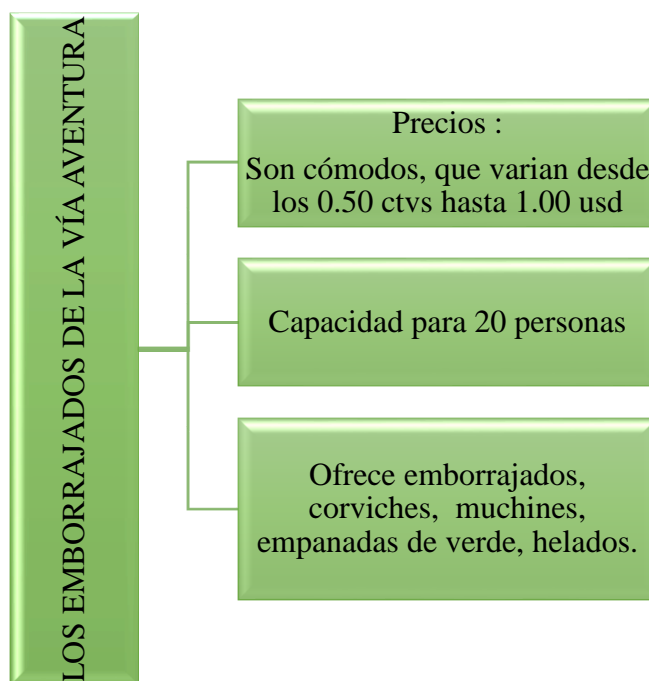 LOS EMBORRAJADOS DE LA VÍA AVENTURA
Precios :
Son cómodos, que varian desde
los 0.50 ctvs hasta 1.00 usd
Capacidad para 20 personas
Ofrece emborrajados,
corviches, muchines,
empanadas de verde, helados.